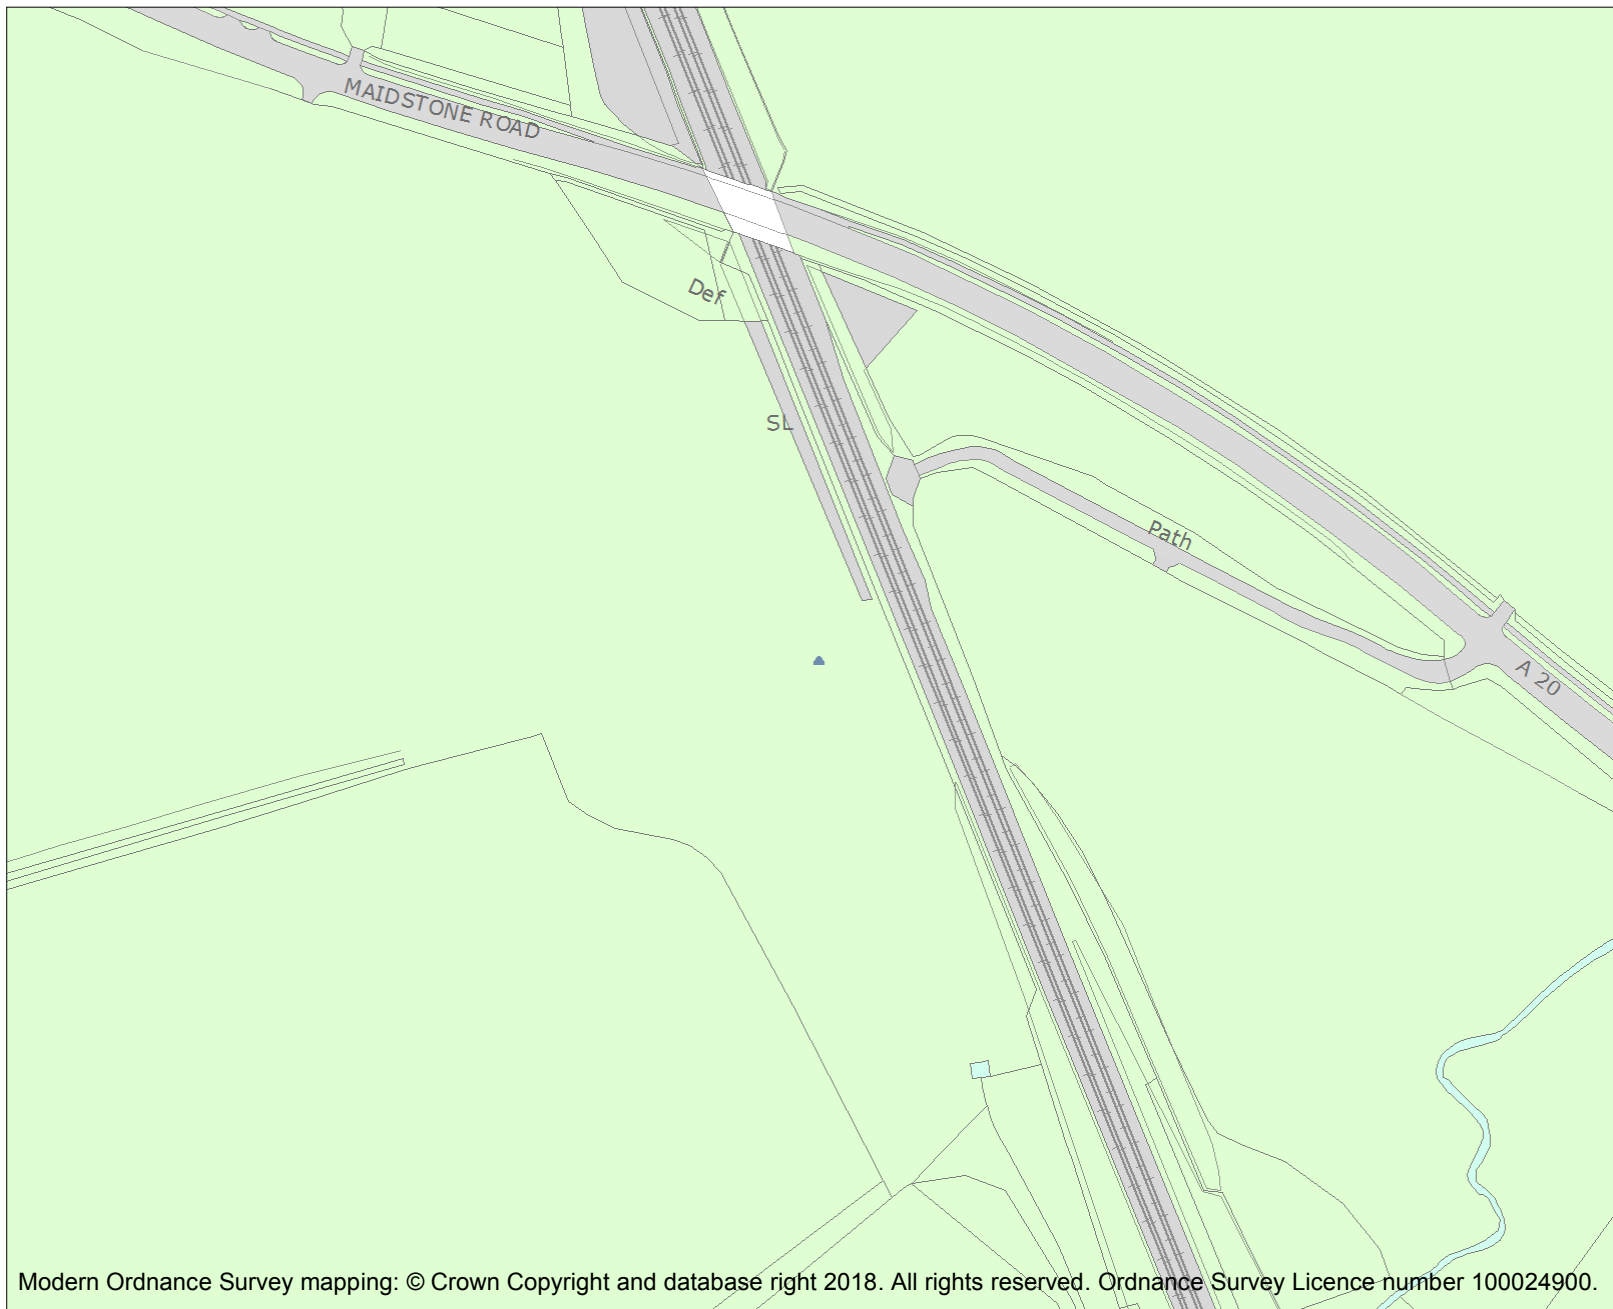 MAIDSTONE ROAD
Def
SL
Path
A 20
Modern Ordnance Survey mapping: © Crown Copyright and database right 2018. All rights reserved. Ordnance Survey Licence number 100024900.